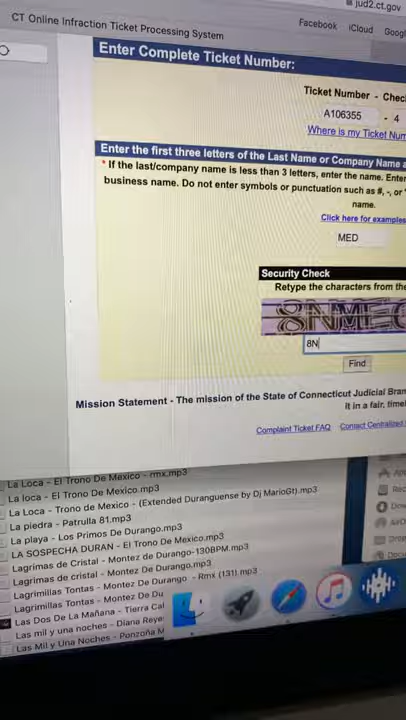 jud2.ct.gov
CT Online Infraction Ticket Processing System
Facebook iCloud
Enter Complete Ticket Number:
Ticket Number -
A106355 - 4
Where is my Ticket
Enter the first three letters of the Last Name or Company Name
* If the last/company name is less than 3 letters, enter the name. Enter
business name. Do not enter symbols or punctuation such as #, -, or
name.
Click here for examples
MED
Security Check
Retype the characters from the
8NME
8N
Find
Mission Statement - The mission of the State of Connecticut Judicial
it in a fair,
Complaint Ticket FAQ Contact Centralized
La Loca - El Trono De Mexico - rmx.mp3
La loca - El Trono De Mexico.mp3
La Loca - Trono de Mexico - (Extended Duranguense by Dj MarioGt).mp3
La piedra - Patrulla 81.mp3
La playa - Los Primos De Durango.mp3
LA SOSPECHA DURAN - El Trono De Mexico.mp3
Lagrimas de Cristal - Montez de Durango-130BPM.mp3
Lagrimas de cristal - Montez De Durango.mp3
Lagrimillas Tontas - Montez De Durango - Rmx (131).mp3
Lagrimillas Tontas - Montez De
Las Dos De La Mañana - Tierra
Las mil y una noches - Diana
Las Mil y Una Noches - Ponzoña